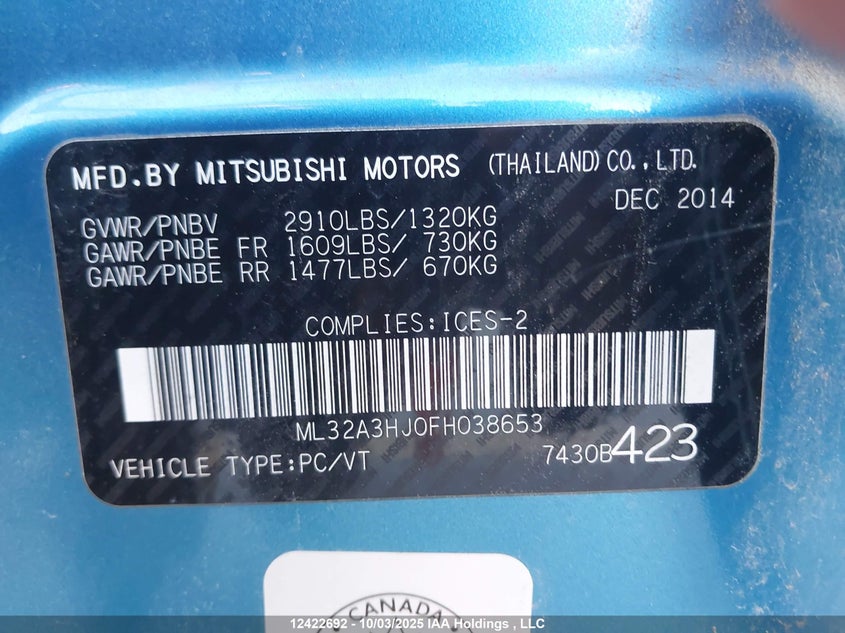 MFD.BY MITSUBISHI MOTORS (THAILAND)CO.,LTD.
DEC 2014
GVWR/PNBV 2910LBS/1320KG
GAWR/PNBE FR 1609LBS/ 730KG
GAWR/PNBE RR 1477LBS/ 670KG
COMPLIES:ICES-2
ML32A3HJ0FH038653
VEHICLE TYPE:PC/VT 7430B423
CANADA
12422692 - 10/03/2025 IAA Holdings , LLC